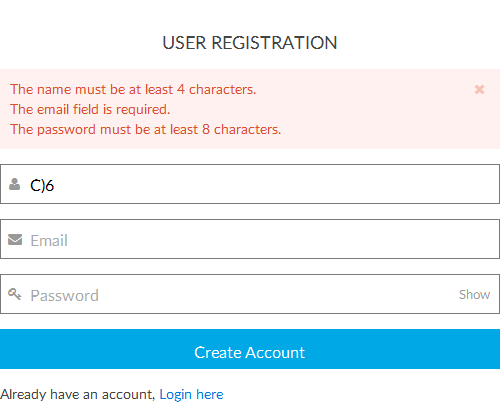 USER REGISTRATION
The name must be at least 4 characters.
The email field is required.
The password must be at least 8 characters.
C)6
Email
Password Show
Create Account
Already have an account, Login here